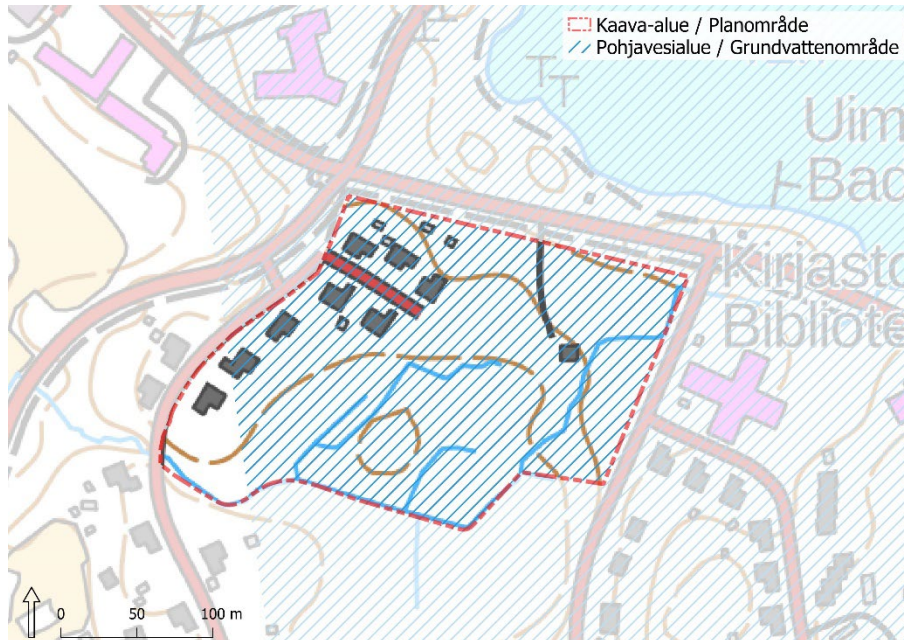 Kaava-alue / Planområde
Pohjavesialue / Grundvattenområde
Uim
Bad
Kirjasto
Bibliote
0 50 100 m